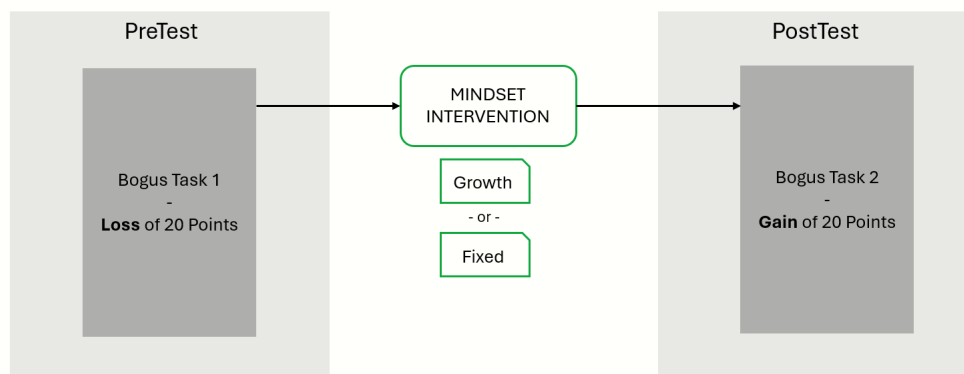 PreTest
Bogus Task 1
-
Loss of 20 Points
MINDSET
INTERVENTION
Growth
- or -
Fixed
PostTest
Bogus Task 2
-
Gain of 20 Points